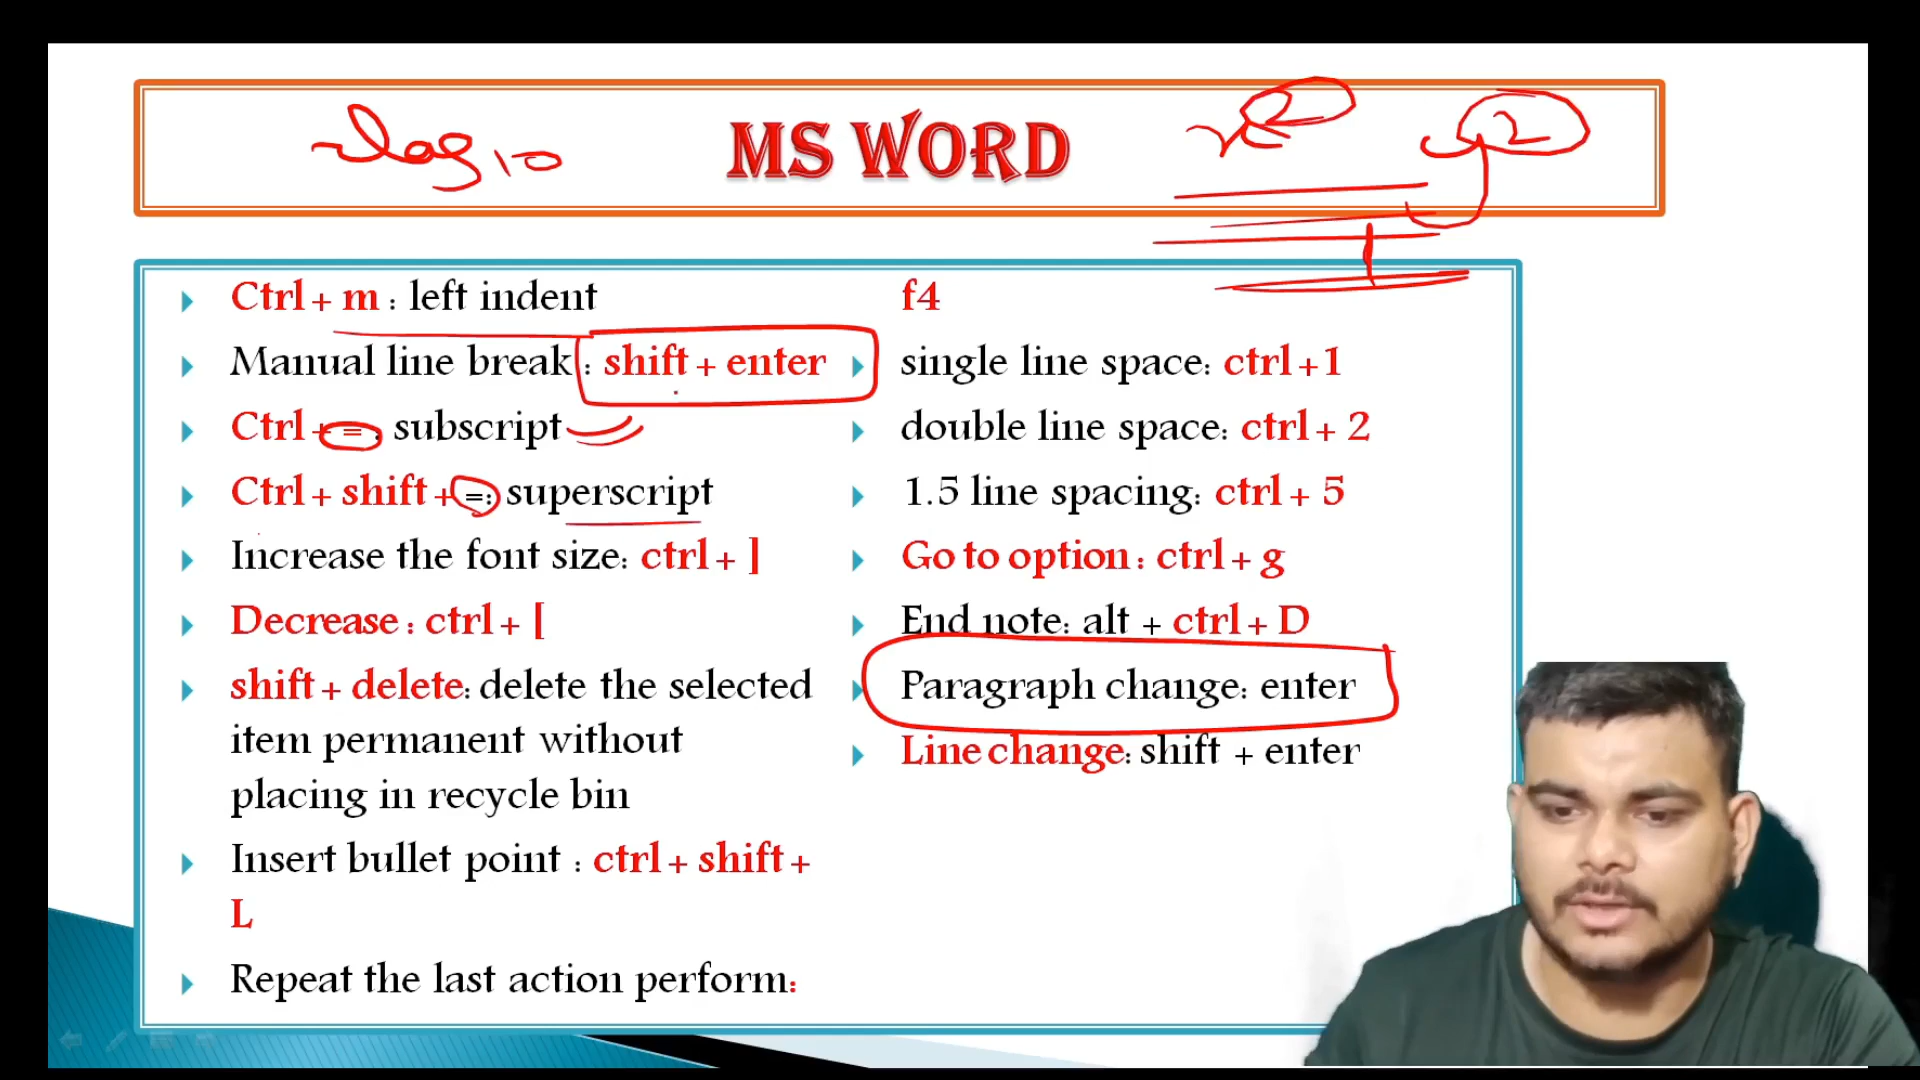 MS WORD
log 10
x 2
y 2
Ctrl + m : left indent
Manual line break : shift + enter
Ctrl + = : subscript
Ctrl + shift + =: superscript
Increase the font size: ctrl + ]
Decrease : ctrl + [
shift + delete: delete the selected
item permanent without
placing in recycle bin
Insert bullet point : ctrl + shift +
L
Repeat the last action perform:
f4
single line space: ctrl +1
double line space: ctrl + 2
1.5 line spacing: ctrl + 5
Go to option : ctrl + g
End note: alt + ctrl + D
Paragraph change: enter
Line change: shift + enter